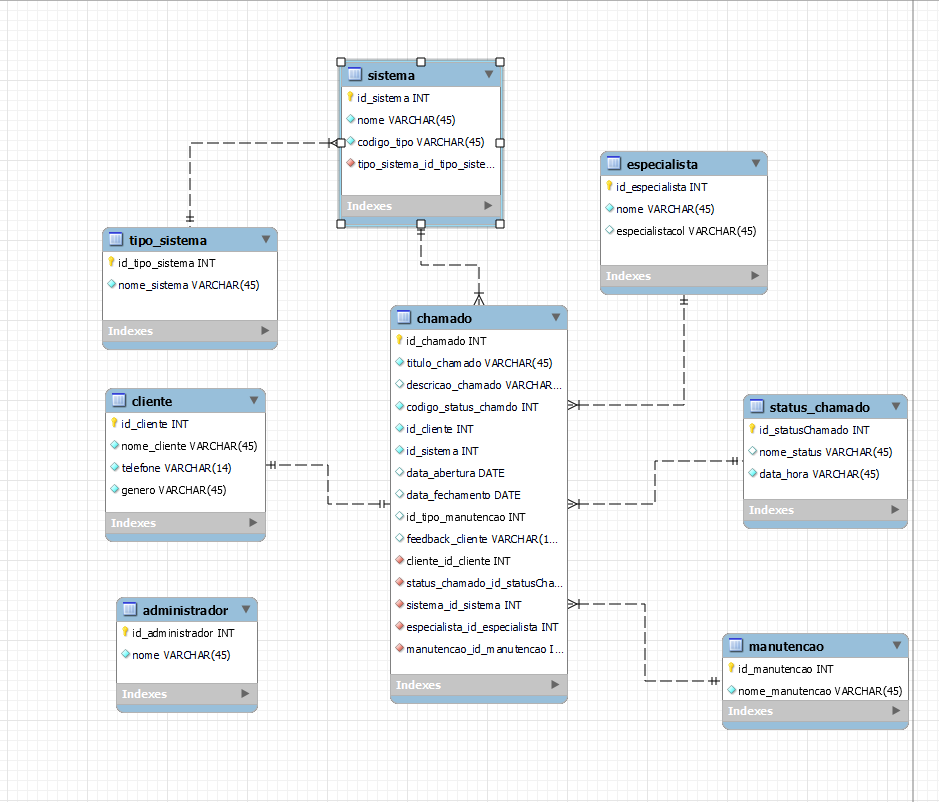 sistema
id_sistema INT
nome VARCHAR(45)
codigo_tipo VARCHAR(45)
tipo_sistema_id_tipo_siste...
Indexes
especialista
id_especialista INT
nome VARCHAR(45)
especialistacol VARCHAR(45)
Indexes
tipo_sistema
id_tipo_sistema INT
nome_sistema VARCHAR(45)
Indexes
chamado
id_chamado INT
titulo_chamado VARCHAR(45)
descricao_chamado VARCHAR...
codigo_status_chamdo INT
id_cliente INT
id_sistema INT
data_abertura DATE
data_fechamento DATE
id_tipo_manutencao INT
feedback_cliente VARCHAR(1...
cliente_id_cliente INT
status_chamado_id_statusCha...
sistema_id_sistema INT
especialista_id_especialista INT
manutencao_id_manutencao I...
Indexes
cliente
id_cliente INT
nome_cliente VARCHAR(45)
telefone VARCHAR(14)
genero VARCHAR(45)
Indexes
status_chamado
id_statusChamado INT
nome_status VARCHAR(45)
data_hora VARCHAR(45)
Indexes
administrador
id_administrador INT
nome VARCHAR(45)
Indexes
manutencao
id_manutencao INT
nome_manutencao VARCHAR(45)
Indexes